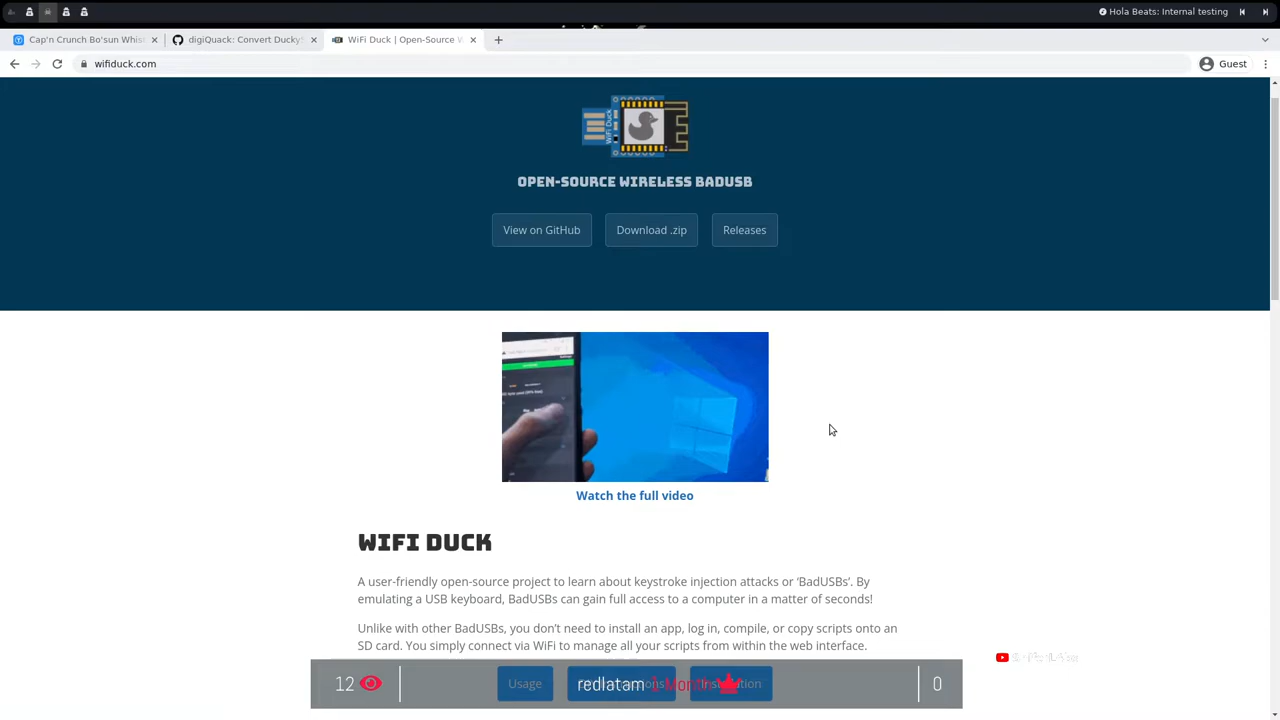 Hola Beats: Internal testing
Cap'n Crunch Bo'sun Whis
digiQuack: Convert Ducky
WiFi Duck | Open-Source W
wifiduck.com
Guest
WiFi Duck
OPEN-SOURCE WIRELESS BADUSB
View on GitHub
Download .zip
Releases
Watch the full video
WIFI DUCK
A user-friendly open-source project to learn about keystroke injection attacks or ‘BadUSBs’. By
emulating a USB keyboard, BadUSBs can gain full access to a computer in a matter of seconds!
Unlike with other BadUSBs, you don’t need to install an app, log in, compile, or copy scripts onto an
SD card. You simply connect via WiFi to manage all your scripts from within the web interface.
12
Usage
redlatam
Month
0